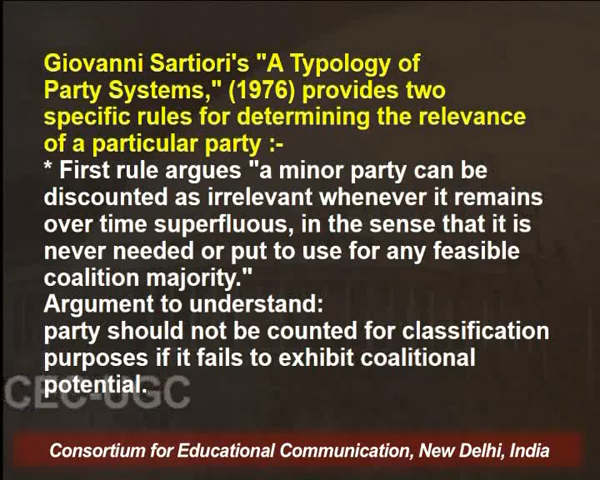 Giovanni Sartiori's "A Typology of
Party Systems," (1976) provides two
specific rules for determining the relevance
of a particular party :-
* First rule argues "a minor party can be
discounted as irrelevant whenever it remains
over time superfluous, in the sense that it is
never needed or put to use for any feasible
coalition majority."
Argument to understand:
party should not be counted for classification
purposes if it fails to exhibit coalitional
potential.
CEC-UGC
Consortium for Educational Communication, New Delhi, India